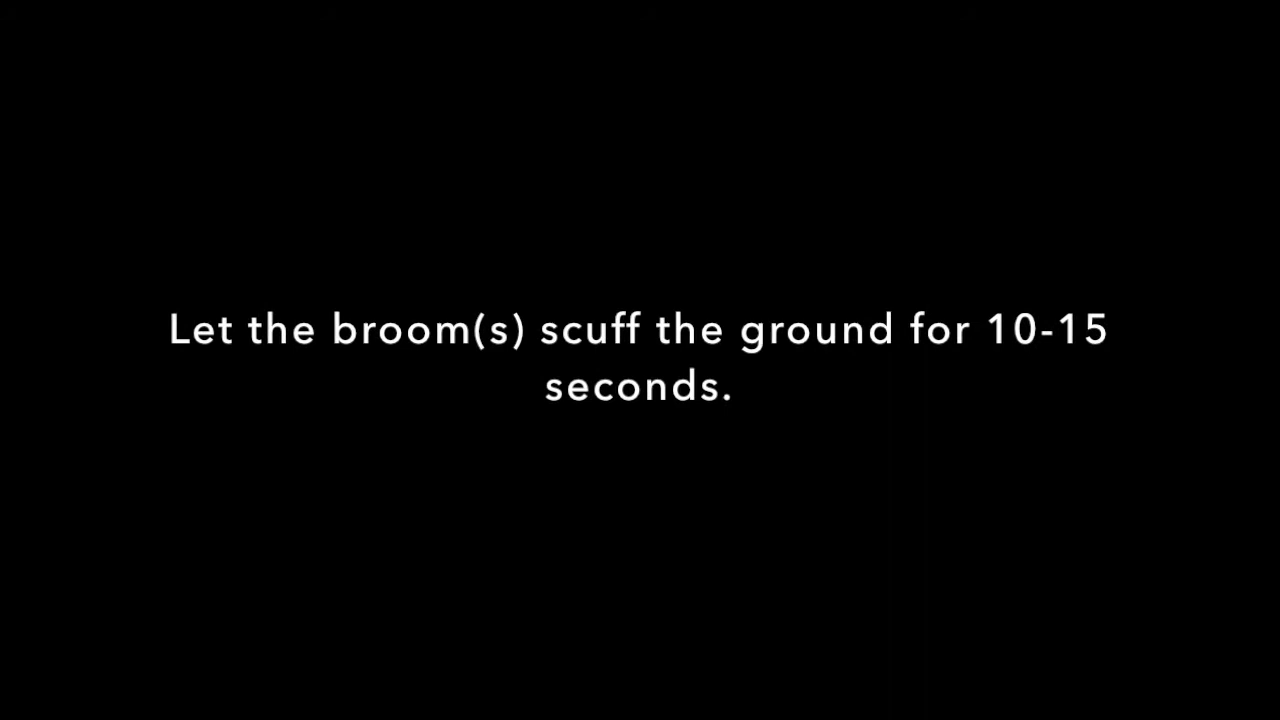 Let the broom(s) scuff the ground for 10-15
seconds.